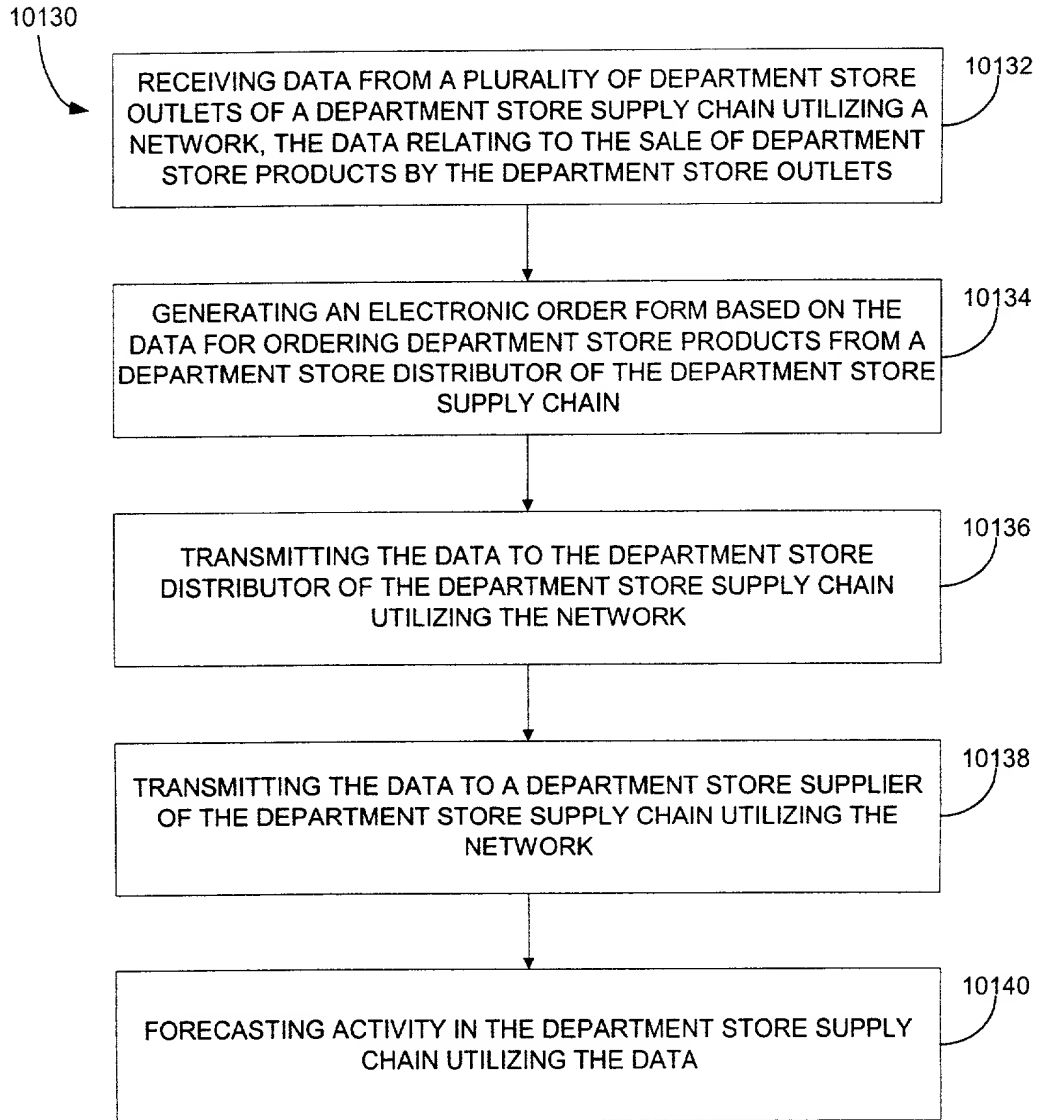 10130
RECEIVING DATA FROM A PLURALITY OF DEPARTMENT STORE
OUTLETS OF A DEPARTMENT STORE SUPPLY CHAIN UTILIZING A
NETWORK, THE DATA RELATING TO THE SALE OF DEPARTMENT
STORE PRODUCTS BY THE DEPARTMENT STORE OUTLETS
10132
GENERATING AN ELECTRONIC ORDER FORM BASED ON THE
DATA FOR ORDERING DEPARTMENT STORE PRODUCTS FROM A
DEPARTMENT STORE DISTRIBUTOR OF THE DEPARTMENT STORE
SUPPLY CHAIN
10134
TRANSMITTING THE DATA TO THE DEPARTMENT STORE
DISTRIBUTOR OF THE DEPARTMENT STORE SUPPLY CHAIN
UTILIZING THE NETWORK
10136
TRANSMITTING THE DATA TO A DEPARTMENT STORE SUPPLIER
OF THE DEPARTMENT STORE SUPPLY CHAIN UTILIZING THE
NETWORK
10138
FORECASTING ACTIVITY IN THE DEPARTMENT STORE SUPPLY
CHAIN UTILIZING THE DATA
10140